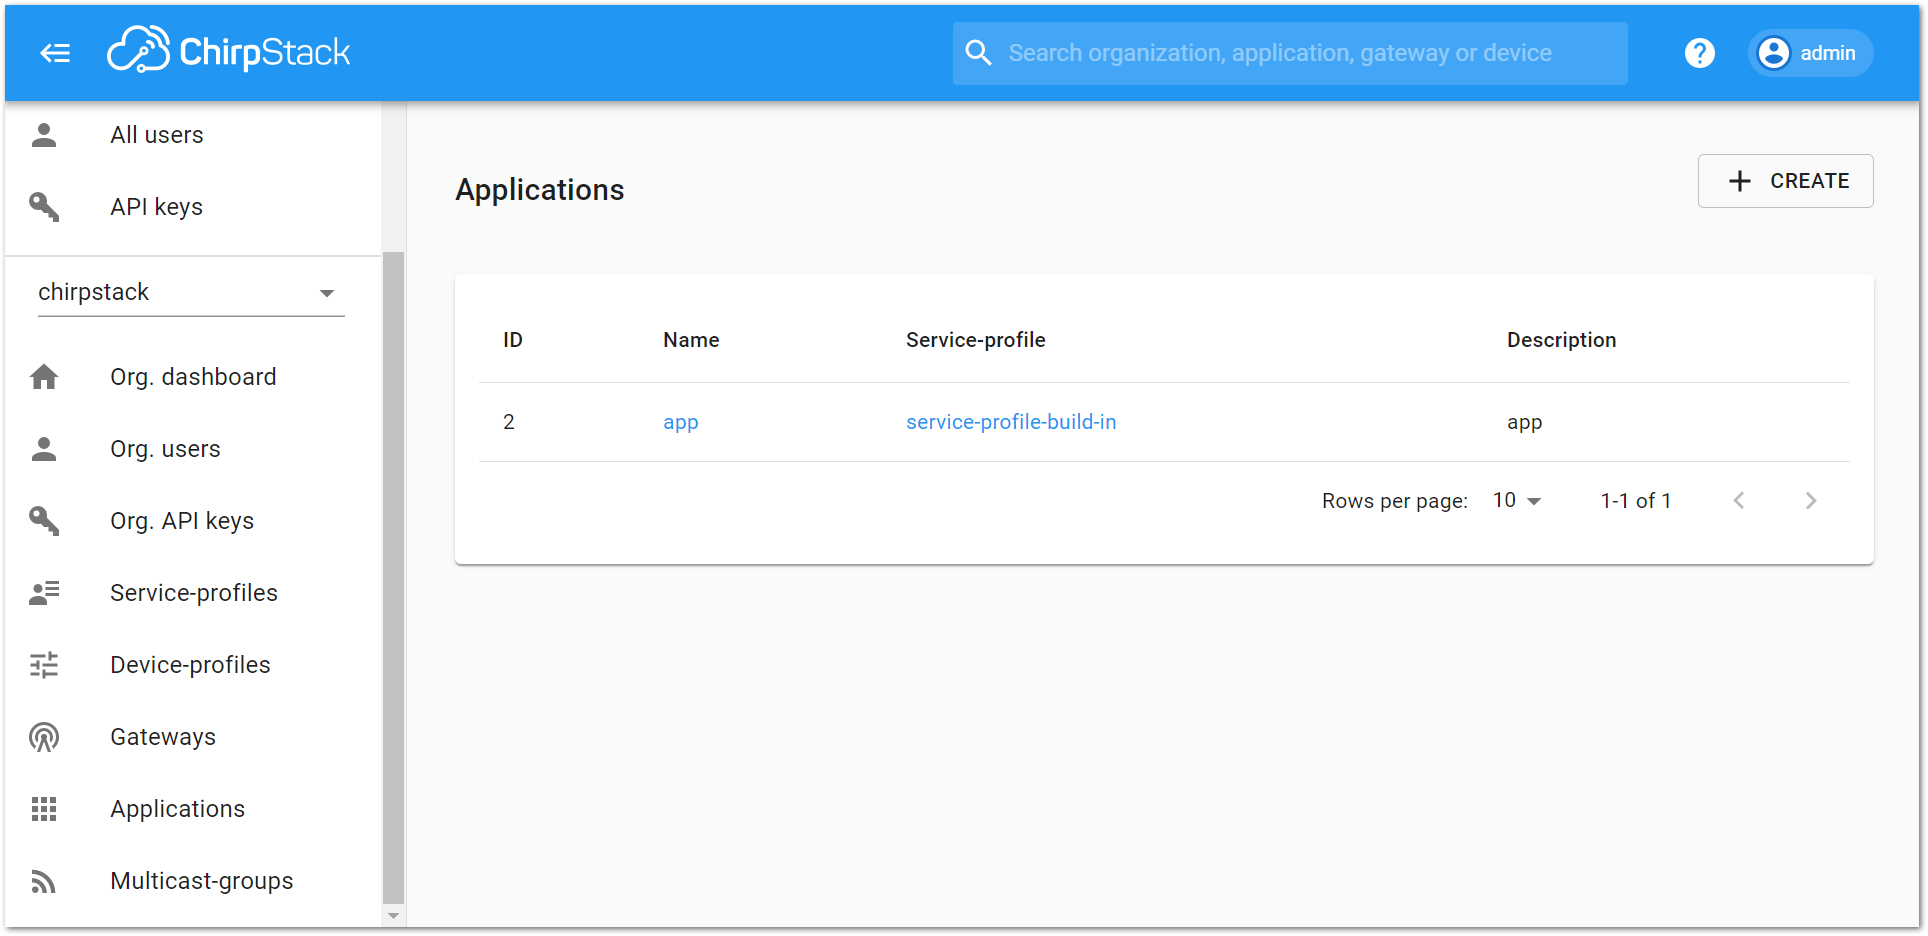 ChirpStack
Search organization, application, gateway or device
?
admin
All users
API keys
chirpstack
Org. dashboard
Org. users
Org. API keys
Service-profiles
Device-profiles
Gateways
Applications
Multicast-groups
Applications
+ CREATE
ID Name Service-profile Description
2 app service-profile-build-in app
Rows per page: 10 1-1 of 1